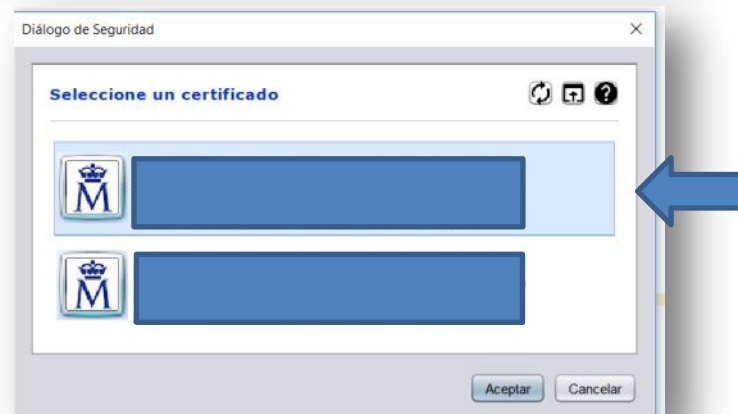 Diálogo de Seguridad
Seleccione un certificado
M
M
Aceptar
Cancelar